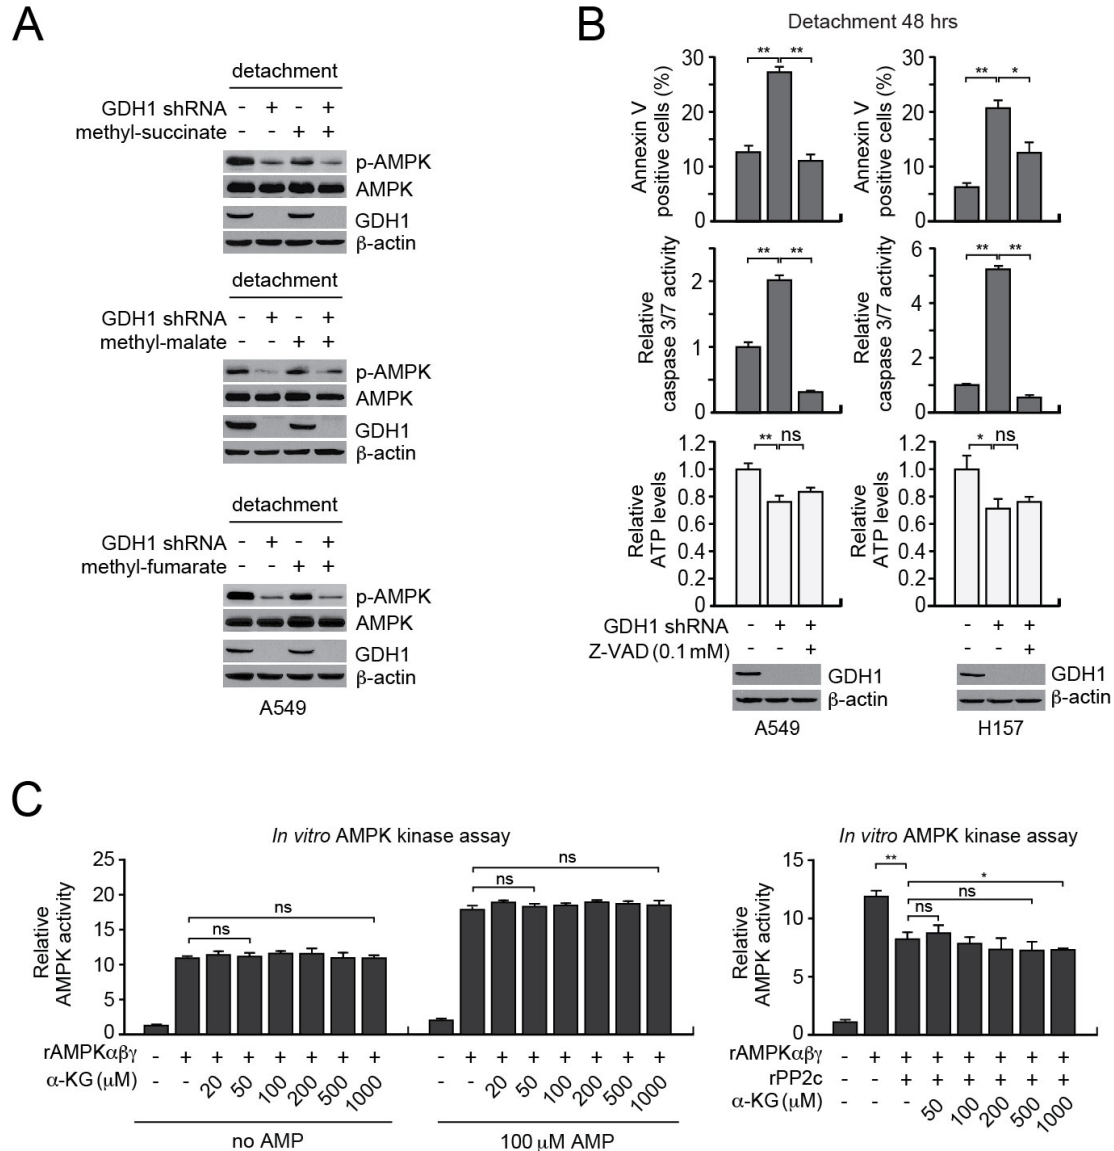 A
detachment
GDH1 shRNA - + - +
methyl-succinate - - + +
p-AMPK
AMPK
GDH1
β-actin
detachment
GDH1 shRNA - + - +
methyl-malate - - + +
p-AMPK
AMPK
GDH1
β-actin
detachment
GDH1 shRNA - + - +
methyl-fumarate - - + +
p-AMPK
AMPK
GDH1
β-actin
A549
B
Detachment 48 hrs
Annexin V
positive cells (%)
30
20
10
0
** **
Annexin V
positive cells (%)
30
20
10
0
** *
Relative
caspase 3/7 activity
2
1
0
** **
Relative
caspase 3/7 activity
6
4
2
0
** **
Relative
ATP levels
1.2
1.0
0.8
0.6
0.4
0.2
0
** ns
Relative
ATP levels
1.2
1.0
0.8
0.6
0.4
0.2
0
* ns
GDH1 shRNA - + + - + +
Z-VAD (0.1 mM) - - + - - +
GDH1
β-actin
A549
GDH1
β-actin
H157
C
In vitro AMPK kinase assay
Relative
AMPK activity
25
20
15
10
5
0
ns
ns
ns
ns
rAMPKαβγ - + + + + + + + - + + + + + + +
α-KG (μM) - - 20 50 100 200 500 1000 - - 20 50 100 200 500 1000
no AMP
100 μM AMP
In vitro AMPK kinase assay
Relative
AMPK activity
15
10
5
0
**
*
ns
ns
rAMPKαβγ - + + + + + + +
rPP2c - - + + + + + +
α-KG (μM) - - - 50 100 200 500 1000